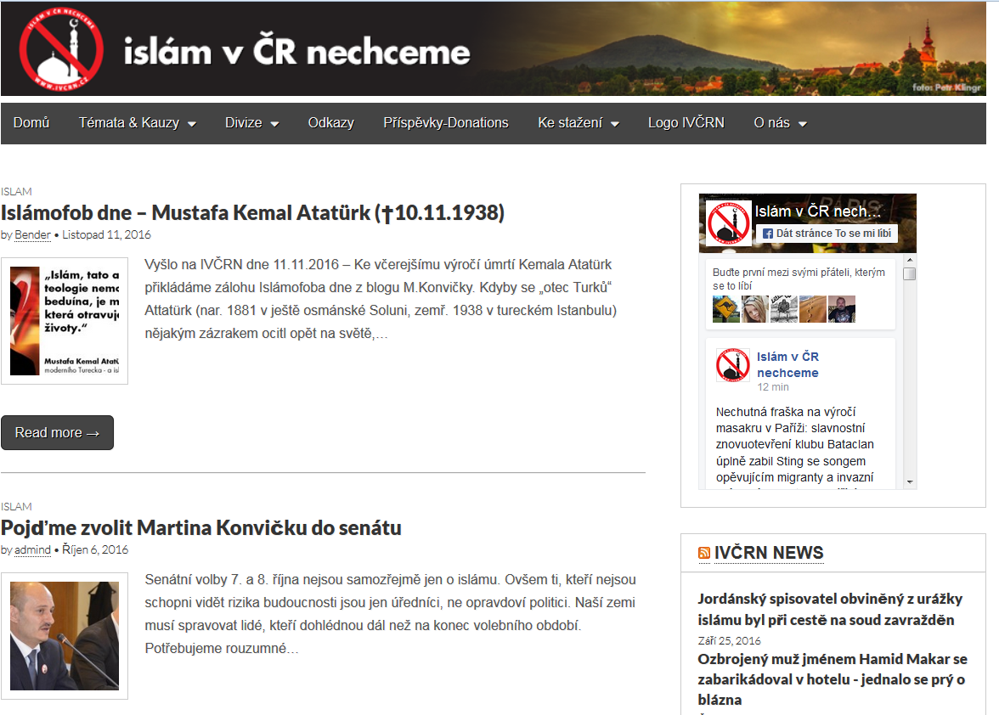 ISLÁM V ČR NECHCEME
WWW.IVČRN.CZ
islám v ČR nechceme
foto: Petr Klingr
Domů Témata & Kauzy Divize Odkazy Příspěvky-Donations Ke stažení Logo IVČRN O nás
ISLAM
Islámofob dne – Mustafa Kemal Atatürk (✝10.11.1938)
by Bender • Listopad 11, 2016
„Islám, tato a
teologie nemo
beduína, je m
která otravuj
životy.“
Mustafa Kemal Atatü
moderního Turecka - a isl
Vyšlo na IVČRN dne 11.11.2016 – Ke včerejšímu výročí úmrtí Kemala Atatürk
přikládáme zálohu Islámofoba dne z blogu M.Konvičky. Kdyby se „otec Turků“
Attatürk (nar. 1881 v ještě osmánské Soluni, zemř. 1938 v tureckém Istanbulu)
nějakým zázrakem ocitl opět na světě,…
Read more →
ISLAM
Pojďme zvolit Martina Konvičku do senátu
by admind • Říjen 6, 2016
Senátní volby 7. a 8. října nejsou samozřejmě jen o islámu. Ovšem ti, kteří nejsou
schopni vidět rizika budoucnosti jsou jen úředníci, ne opravdoví politici. Naší zemi
musí spravovat lidé, kteří dohlédnou dál než na konec volebního období.
Potřebujeme rouzumné…
Islám v ČR nech...
Dát stránce To se mi líbí
Buďte první mezi svými přáteli, kterým
se to líbí
Islám v ČR
nechceme
12 min
Nechutná fraška na výročí
masakru v Paříži: slavnostní
znovuotevření klubu Bataclan
úplně zabil Sting se songem
opěvujícím migranty a invazní
IVČRN NEWS
Jordánský spisovatel obviněný z urážky
islámu byl při cestě na soud zavražděn
Září 25, 2016
Ozbrojený muž jménem Hamid Makar se
zabarikádoval v hotelu - jednalo se prý o
blázna